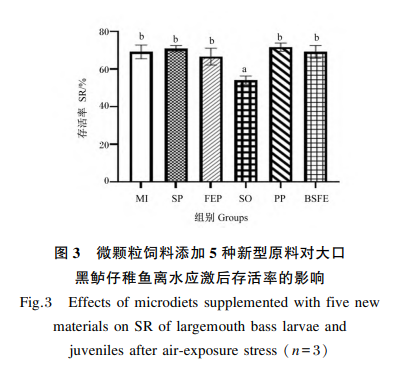 80
60
40
20
0
存活率 SR/%
b
b
b
a
b
b
MI
SP
FEP
SO
PP
BSFE
组别 Groups
图 3 微颗粒饲料添加 5 种新型原料对大口
黑鲈仔稚鱼离水应激后存活率的影响
Fig.3 Effects of microdiets supplemented with five new
materials on SR of largemouth bass larvae and
juveniles after air-exposure stress (n=3)